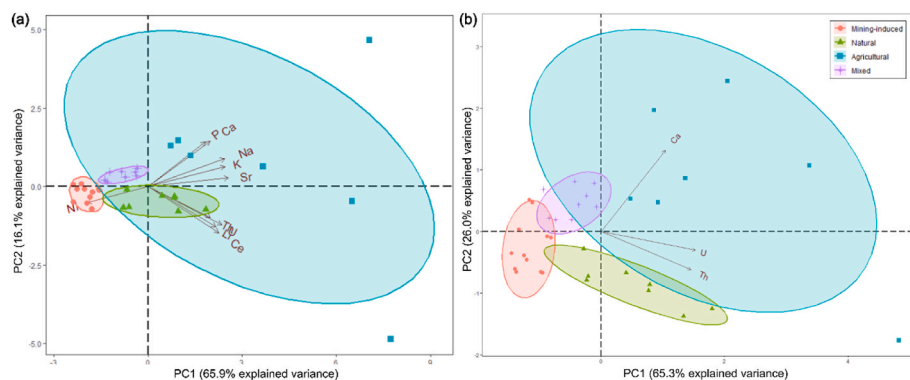 (a)
5.0
2.5
0.0
-2.5
-5.0
PC2 (16.1% explained variance)
P Ca
Na
K
Sr
Ce
-3
0
3
6
9
PC1 (65.9% explained variance)
(b)
Mining-induced
Natural
Agricultural
Mixed
3
2
1
0
-1
-2
PC2 (26.0% explained variance)
Ca
U
Th
0
2
4
PC1 (65.3% explained variance)